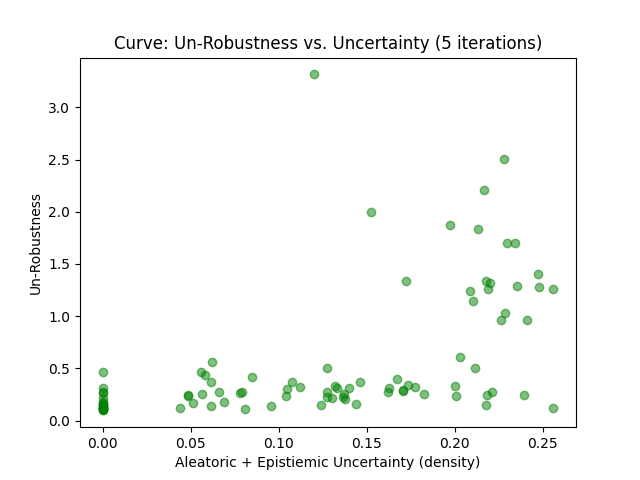 Curve: Un-Robustness vs. Uncertainty (5 iterations)
Un-Robustness
3.0
2.5
2.0
1.5
1.0
0.5
0.0
0.00 0.05 0.10 0.15 0.20 0.25
Aleatoric + Epistiemic Uncertainty (density)